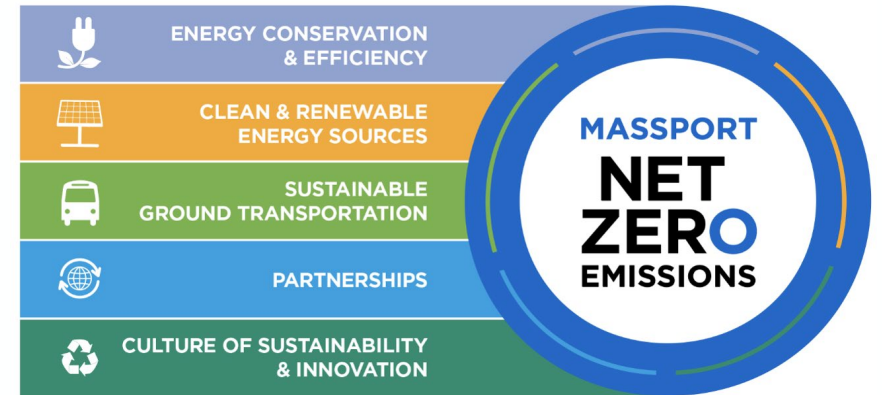 ENERGY CONSERVATION
& EFFICIENCY
CLEAN & RENEWABLE
ENERGY SOURCES
SUSTAINABLE
GROUND TRANSPORTATION
PARTNERSHIPS
CULTURE OF SUSTAINABILITY
& INNOVATION
MASSPORT
NET
ZERO
EMISSIONS